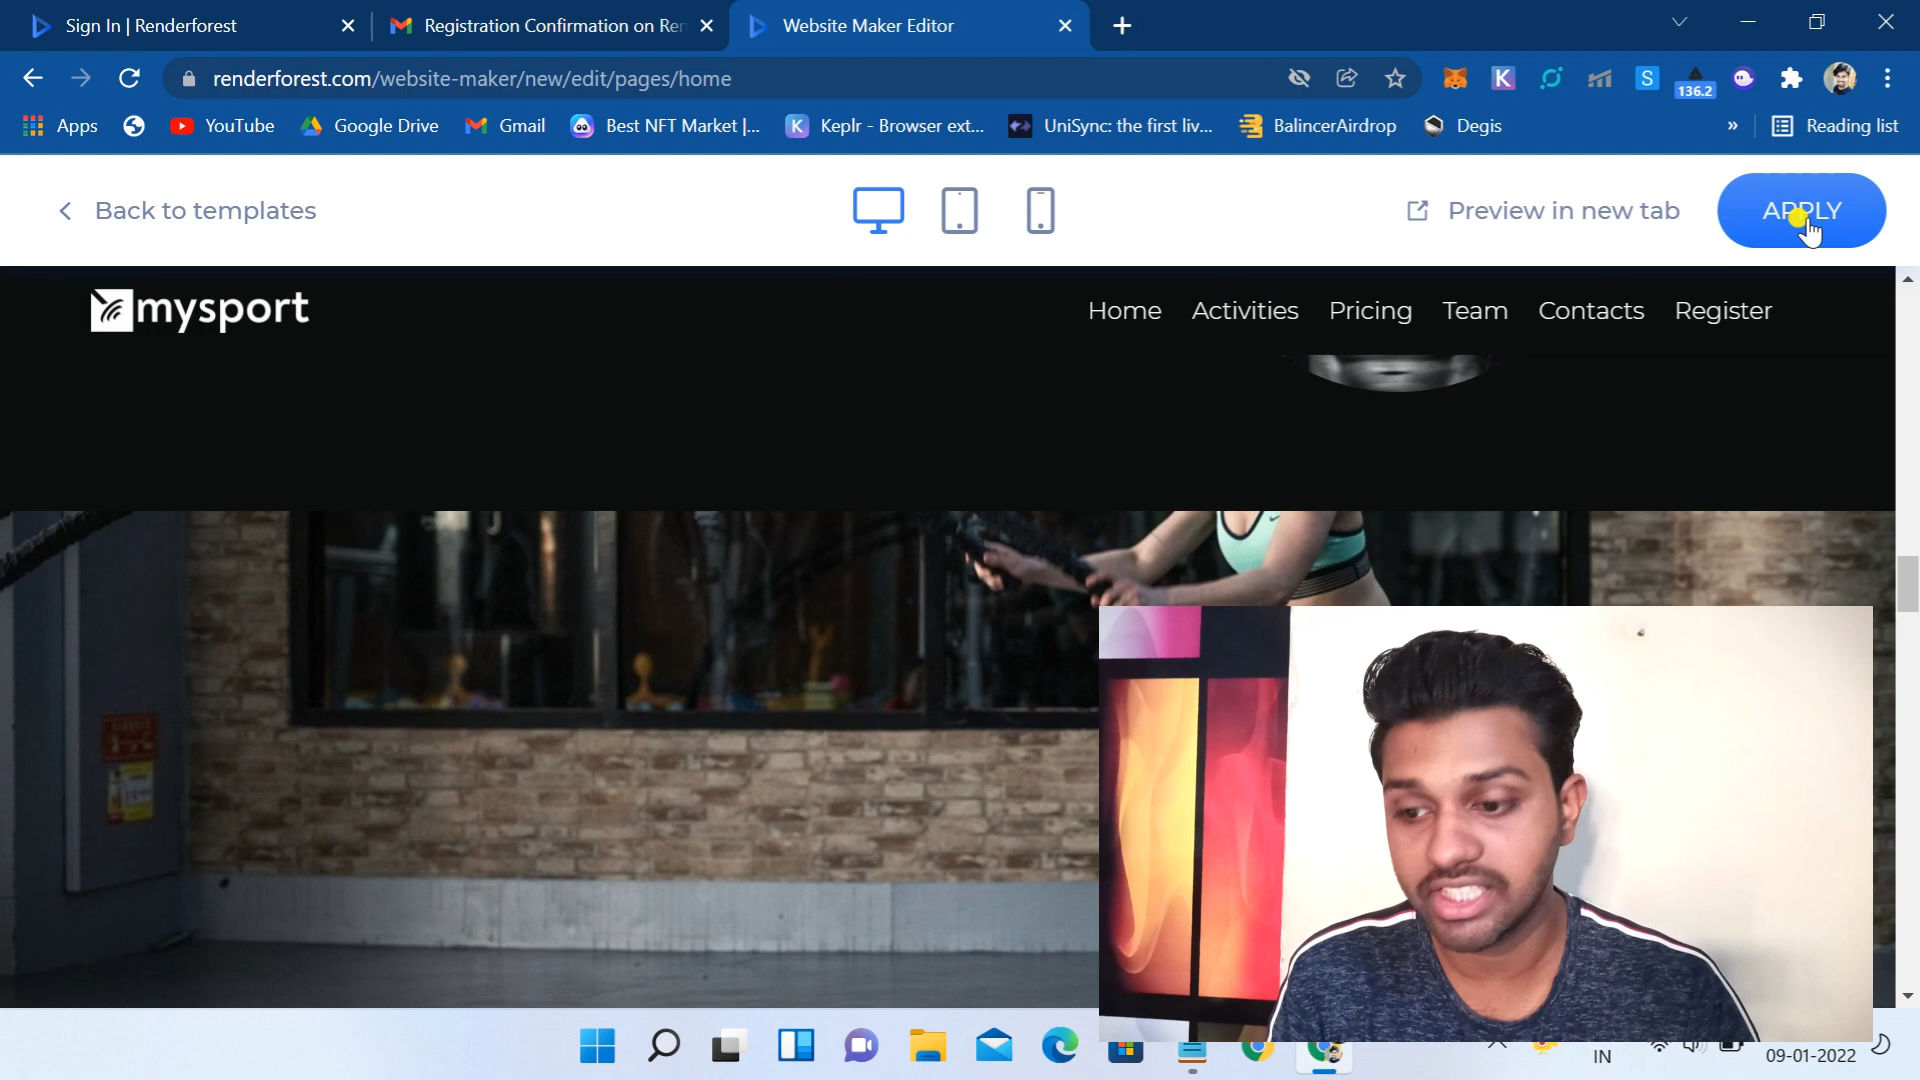 Sign In | Renderforest
Registration Confirmation on Ren
Website Maker Editor
renderforest.com/website-maker/new/edit/pages/home
K
S
136.2
Apps
YouTube
Google Drive
Gmail
Best NFT Market |...
K
Keplr - Browser ext...
UniSync: the first liv...
BalincerAirdrop
Degis
»
Reading list
Back to templates
Preview in new tab
APPLY
mysport
Home
Activities
Pricing
Team
Contacts
Register
IN
09-01-2022